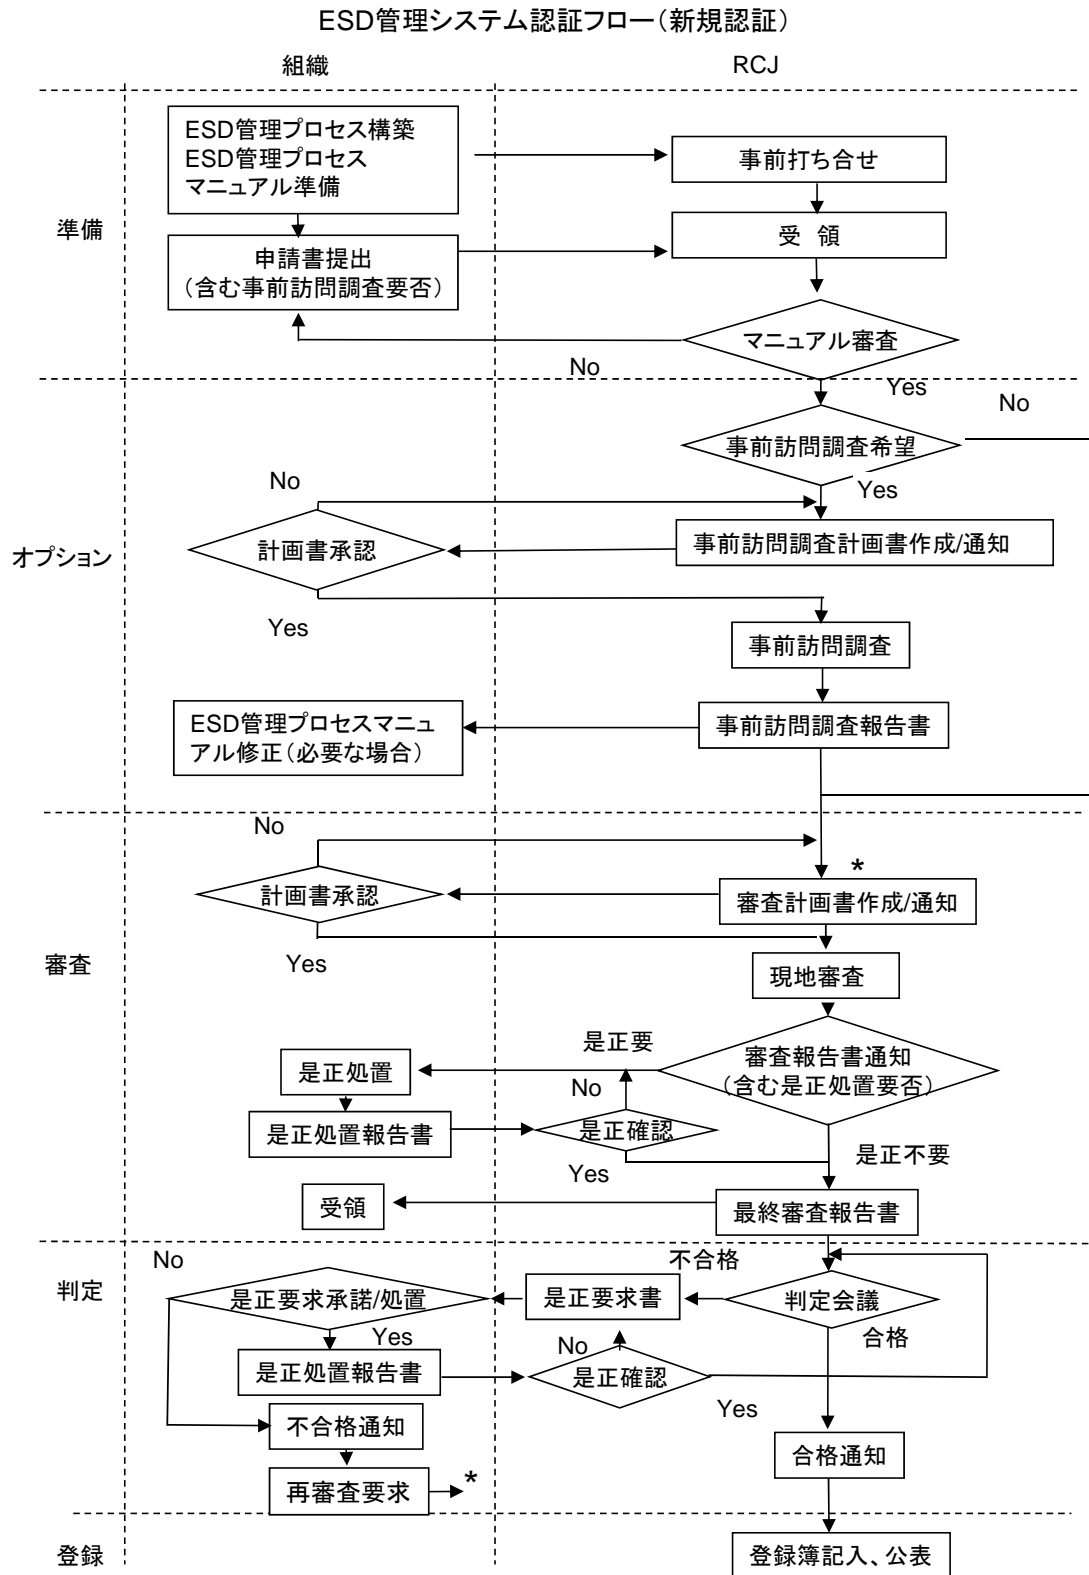 ESD管理システム認証フロー（新規認証）
組織
RCJ
ESD管理プロセス構築
ESD管理プロセス
マニュアル準備
事前打ち合せ
準備
申請書提出
（含む事前訪問調査要否）
受 領
マニュアル審査
No
Yes
No
事前訪問調査希望
Yes
No
オプション
計画書承認
事前訪問調査計画書作成/通知
Yes
事前訪問調査
ESD管理プロセスマニュ
アル修正（必要な場合）
事前訪問調査報告書
No
*
計画書承認
審査計画書作成/通知
審査
Yes
現地審査
是正要
審査報告書通知
（含む是正処置要否）
是正処置
No
是正処置報告書
是正確認
Yes
是正不要
受領
最終審査報告書
No
不合格
判定
是正要求承諾/処置
是正要求書
判定会議
Yes
No
合格
是正処置報告書
是正確認
Yes
不合格通知
合格通知
再審査要求
*
登録
登録簿記入、公表